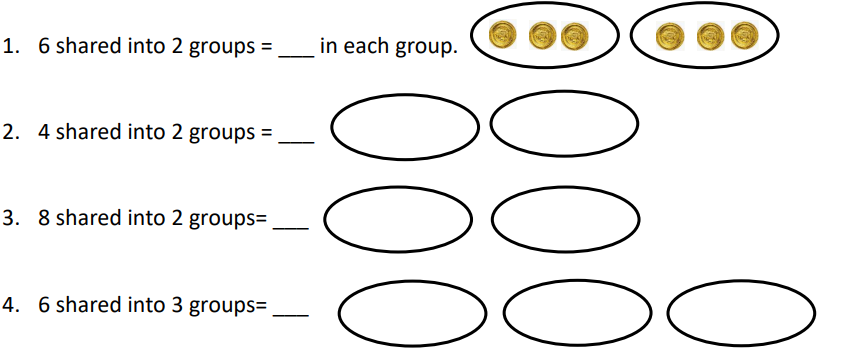 1. 6 shared into 2 groups = ___ in each group.
2. 4 shared into 2 groups = ___
3. 8 shared into 2 groups= ___
4. 6 shared into 3 groups= ___